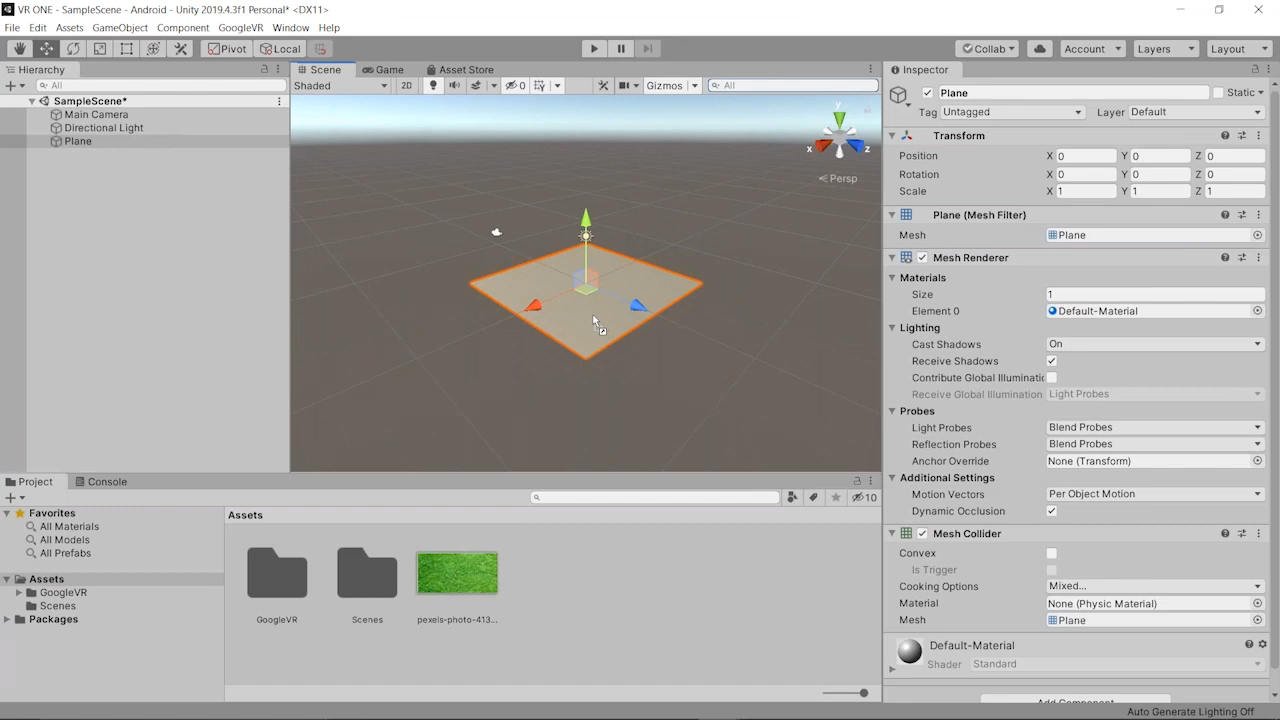 VR ONE - SampleScene - Android - Unity 2019.4.3f1 Personal* <DX11>
File Edit Assets GameObject Component GoogleVR Window Help
Pivot Local Collab Account Layers Layout
Hierarchy
All
SampleScene*
Main Camera
Directional Light
Plane
Scene Game Asset Store
Shaded 2D 0 Gizmos All
y
x z
Persp
Inspector
Plane Static
Tag Untagged Layer Default
Transform
Position X 0 Y 0 Z 0
Rotation X 0 Y 0 Z 0
Scale X 1 Y 1 Z 1
Plane (Mesh Filter)
Mesh Plane
Mesh Renderer
Materials
Size 1
Element 0 Default-Material
Lighting
Cast Shadows On
Receive Shadows
Contribute Global Illuminatic
Receive Global Illumination Light Probes
Probes
Light Probes Blend Probes
Reflection Probes Blend Probes
Anchor Override None (Transform)
Additional Settings
Motion Vectors Per Object Motion
Dynamic Occlusion
Mesh Collider
Convex
Is Trigger
Cooking Options Mixed...
Material None (Physic Material)
Mesh Plane
Default-Material
Shader Standard
Add Component
Project Console
10
Favorites
All Materials
All Models
All Prefabs
Assets
GoogleVR
Scenes
Packages
Assets
GoogleVR Scenes pexels-photo-413...
Auto Generate Lighting Off